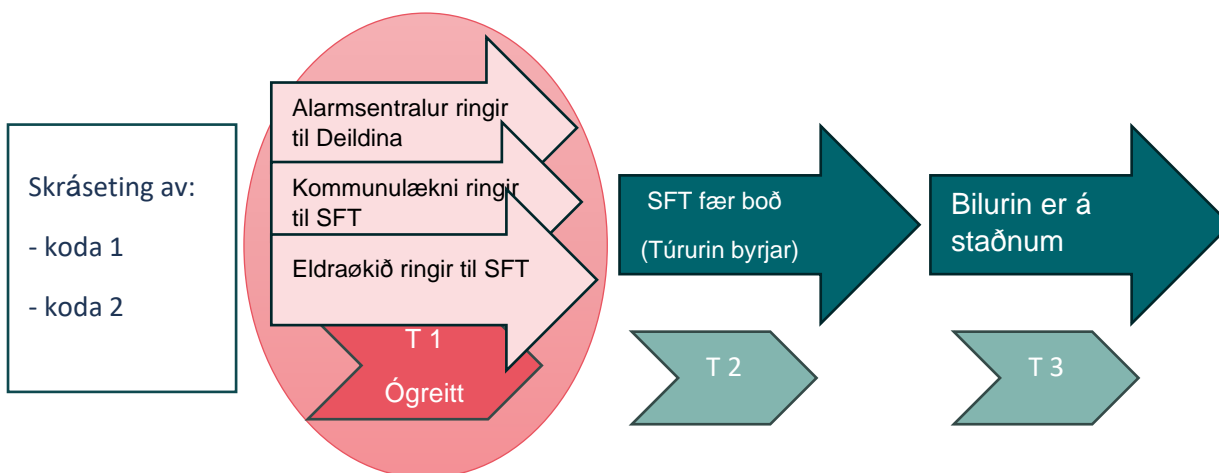 Skráseting av:
- koda 1
- koda 2
Alarmsentralur ringir
til Deildina
Kommunulækni ringir
til SFT
Eldraøkið ringir til SFT
T 1
Ógreitt
SFT fær boð
(Túrurin byrjar)
T 2
Bilurin er á
staðnum
T 3